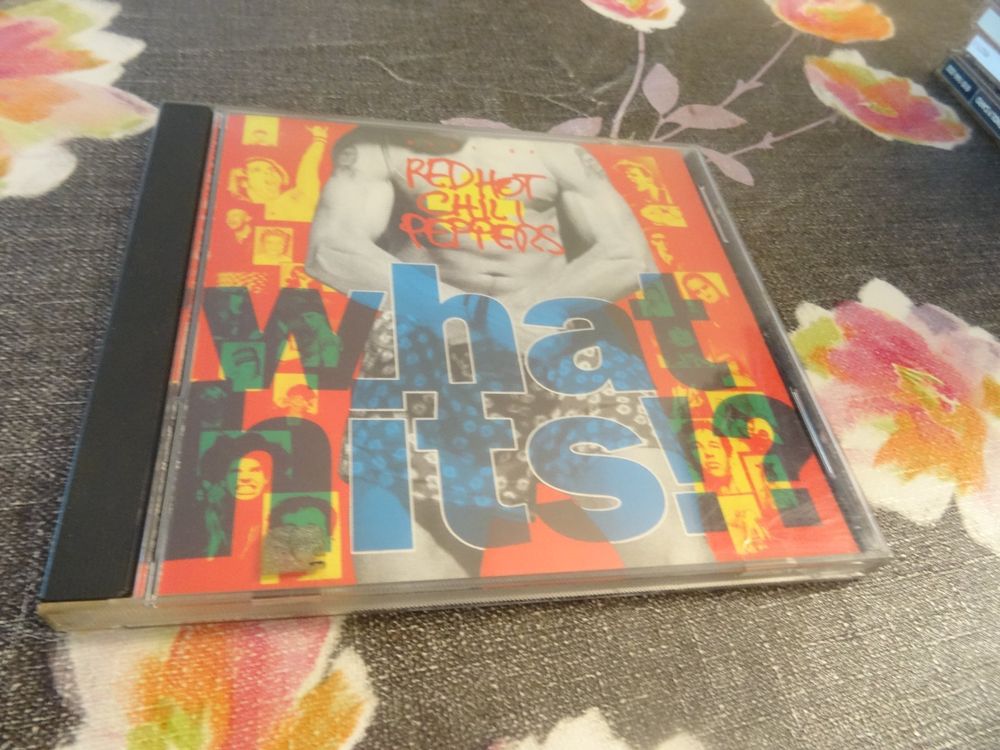 RED HOT
CHILI
PEPPERS
what
hits!?